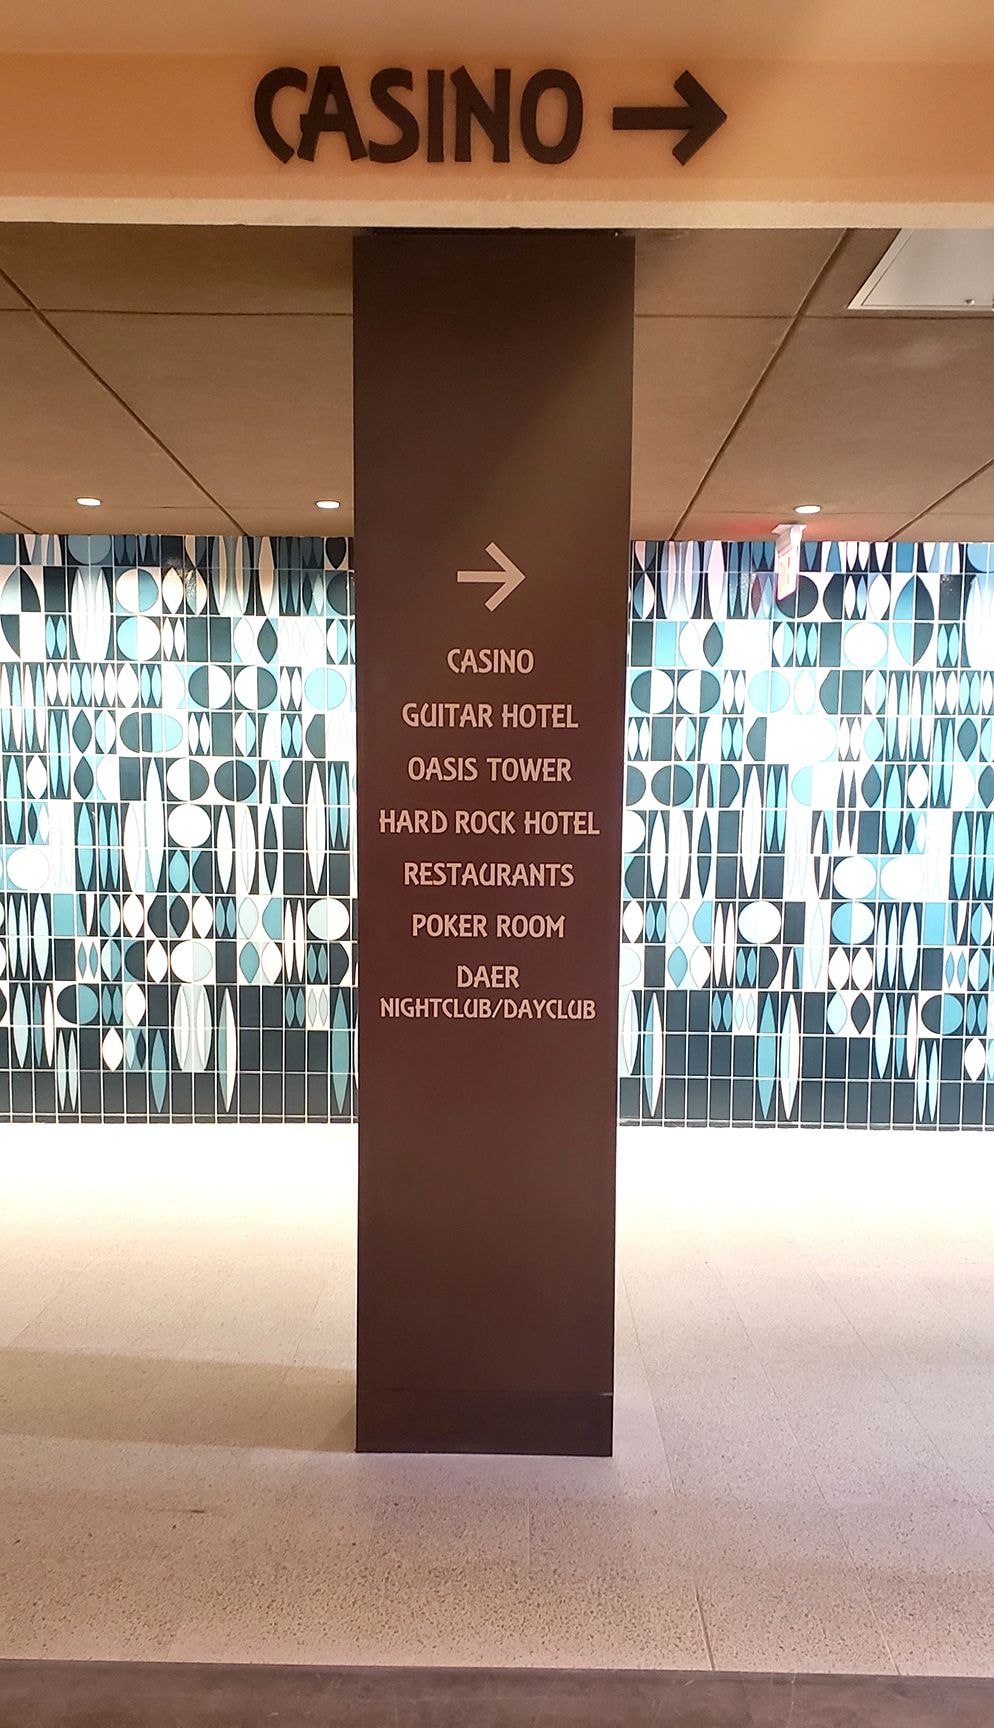 CASINO →
→
CASINO
GUITAR HOTEL
OASIS TOWER
HARD ROCK HOTEL
RESTAURANTS
POKER ROOM
DAER
NIGHTCLUB/DAYCLUB